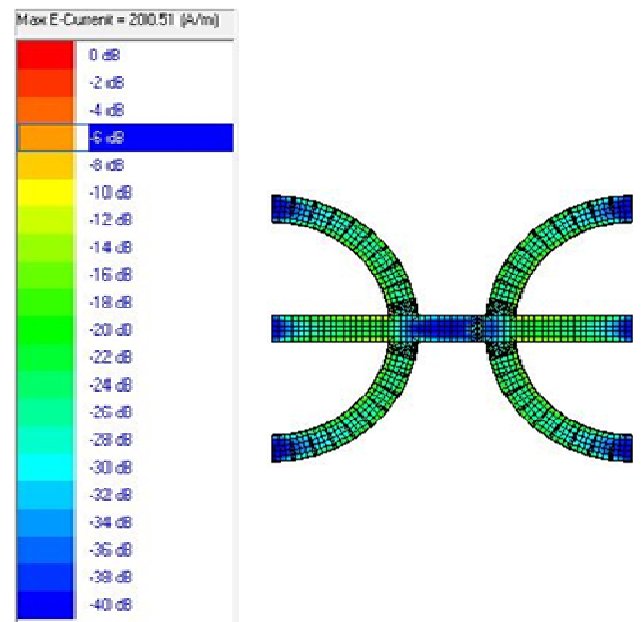 Max E-Current = 200.51 (A/m)
0 dB
-2 dB
-4 dB
-6 dB
-8 dB
-10 dB
-12 dB
-14 dB
-16 dB
-18 dB
-20 dB
-22 dB
-24 dB
-26 dB
-28 dB
-30 dB
-32 dB
-34 dB
-36 dB
-38 dB
-40 dB